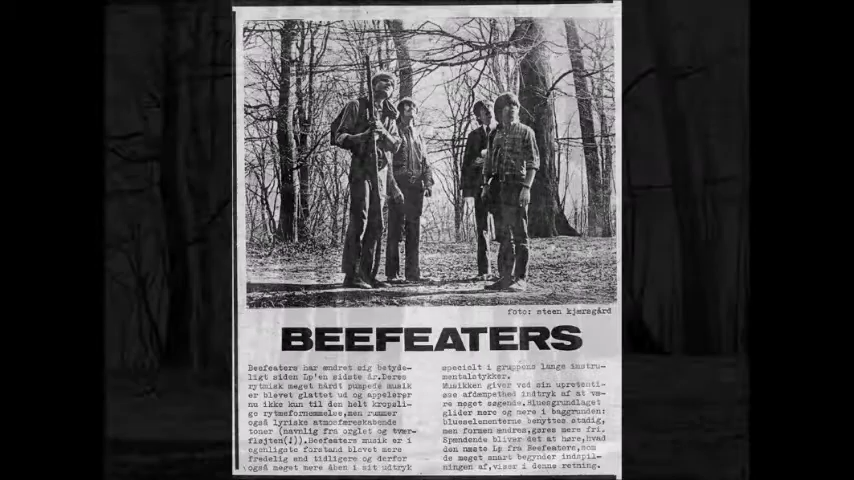 foto: steen kjærsgård
BEEFEATERS
Beefeaters har ændret sig betyde-
ligt siden Lp'en sidste år.Deres
rytmisk meget hårdt pumpede musik
er blevet glattet ud og appelerer
nu ikke kun til den helt kropsli-
ge rytmefornemmelse,men rummer
også lyriske atmosfæreskabende
toner (navnlig fra orglet og tvær-
fløjten(!)).Beefeaters musik er i
egenligste forstand blevet mere
fredelig end tidligere og derfor
også meget mere åben i sit udtryk
specielt i gruppens lange instru-
mentalstykker.
Musikken giver ved sin upretenti-
øse afdæmpethed indtryk af at væ-
re meget søgende.Bluesgrundlaget
glider mere og mere i baggrunden:
blueselementerne benyttes stadig,
men formen ændres,gøres mere fri.
Spændende bliver det at høre,hvad
den næste Lp fra Beefeaters,som
de meget snart begynder indspil-
ningen af,viser i denne retning.